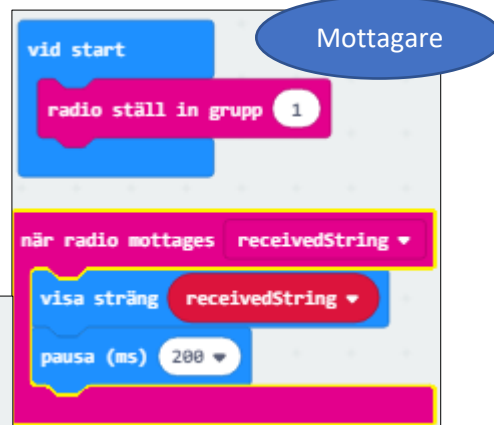 Mottagare
vid start
radio ställ in grupp 1
när radio mottages receivedString
visa sträng receivedString
pausa (ms) 200